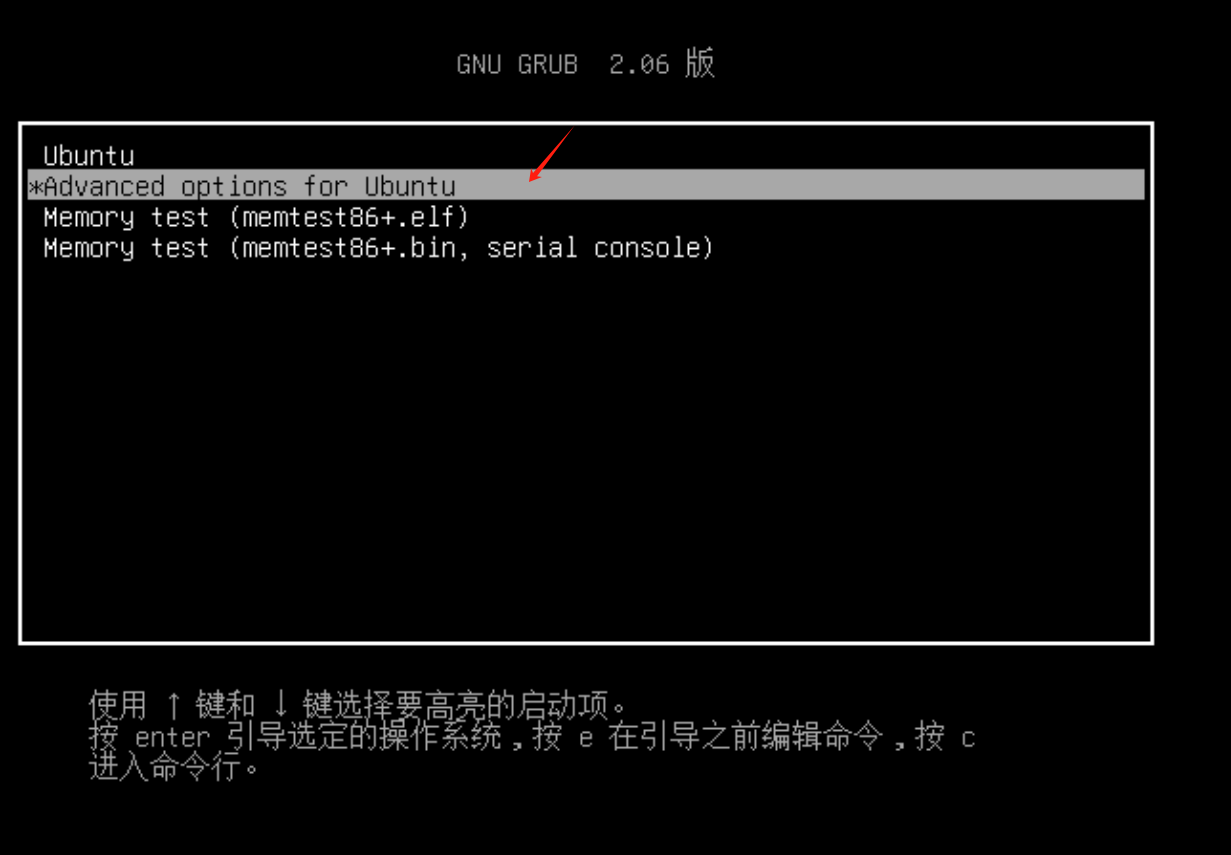 GNU GRUB 2.06 版
Ubuntu
*Advanced options for Ubuntu
Memory test (memtest86+.elf)
Memory test (memtest86+.bin, serial console)
使用 ↑ 键和 ↓ 键选择要高亮的启动项。
按 enter 引导选定的操作系统,按 e 在引导之前编辑命令,按 c
进入命令行。